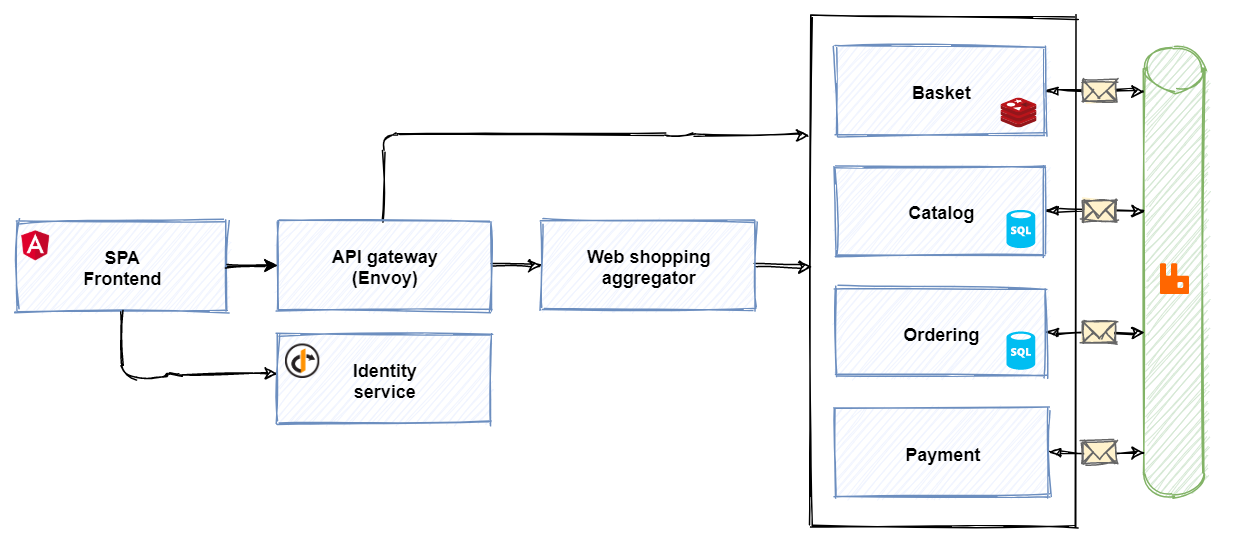 Basket
Catalog
SQL
SPA
Frontend
API gateway
(Envoy)
Web shopping
aggregator
Ordering
SQL
Identity
service
Payment